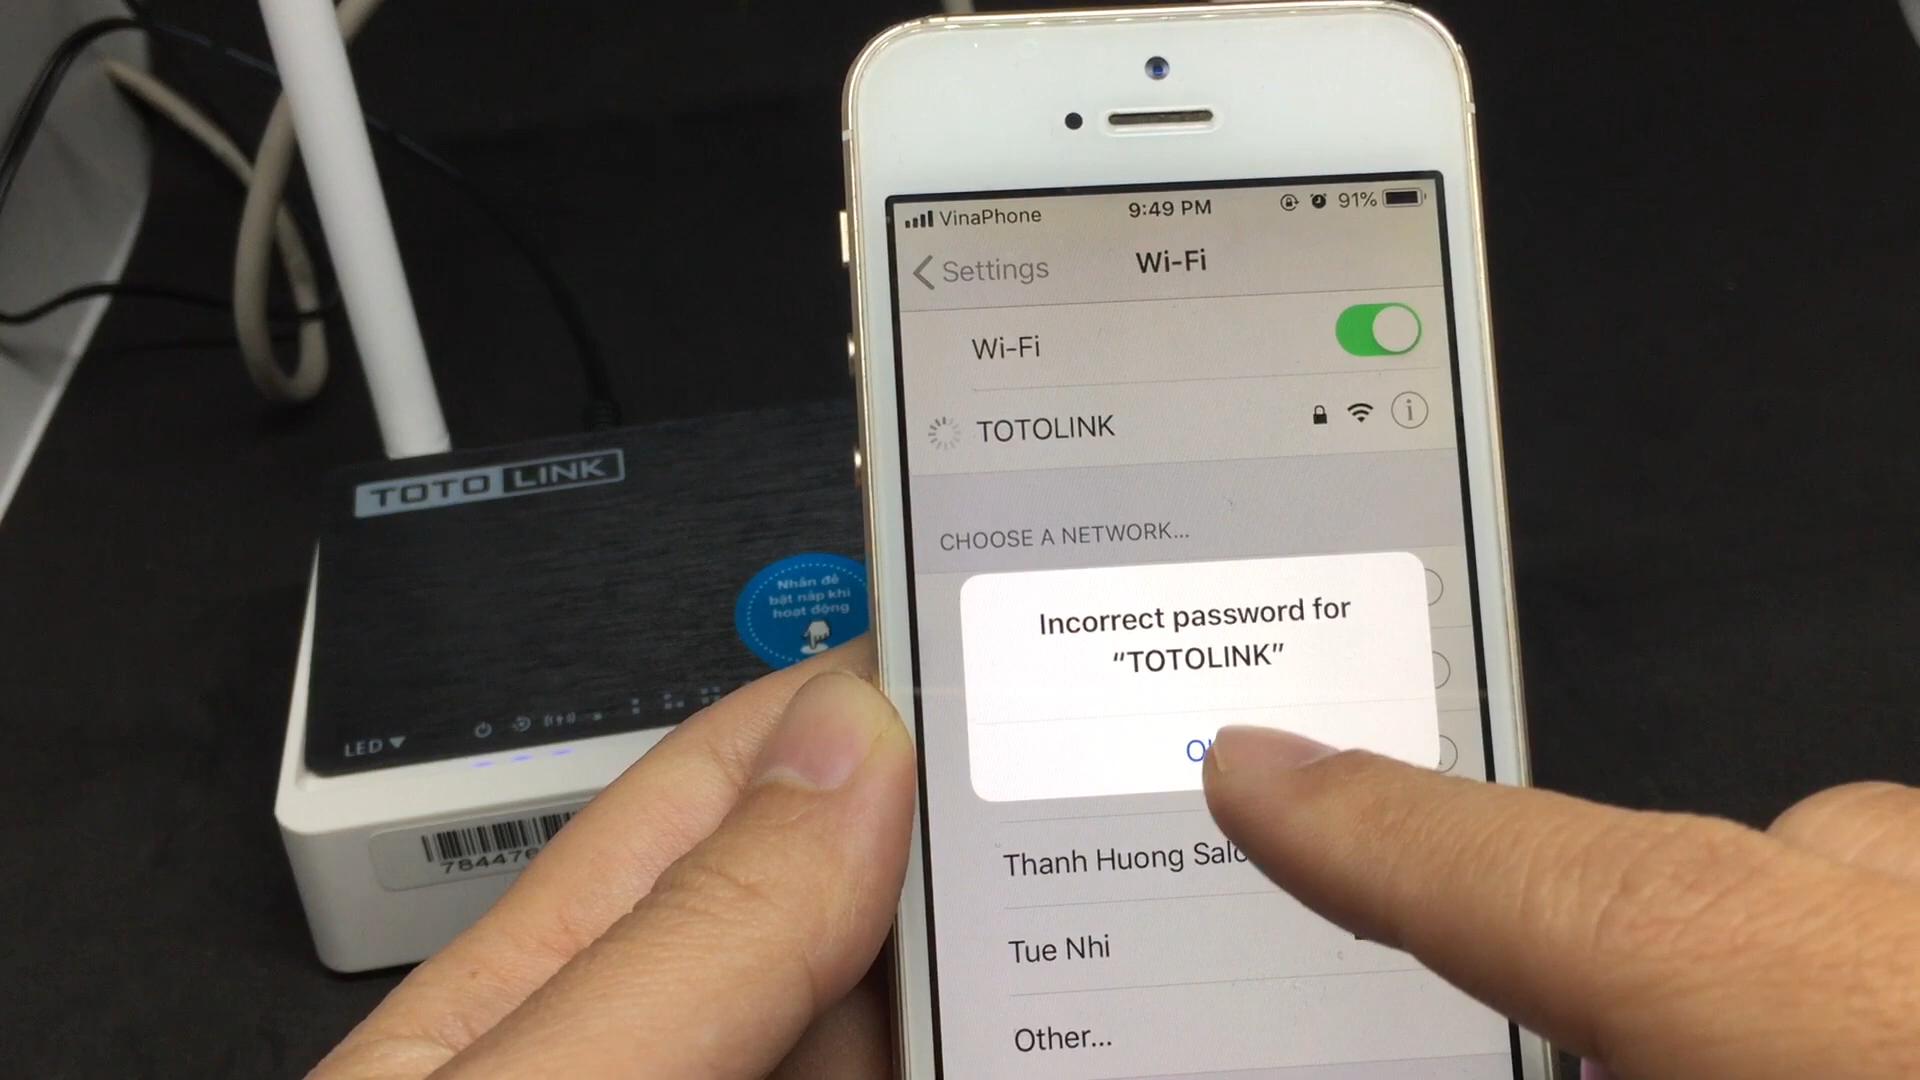 TOTO LINK
Nhấn để
bật nắp khi
hoạt động
LED
VinaPhone 9:49 PM 91%
Settings Wi-Fi
Wi-Fi
TOTOLINK
CHOOSE A NETWORK...
Incorrect password for
“TOTOLINK”
Thanh Huong
Tue Nhi
Other...